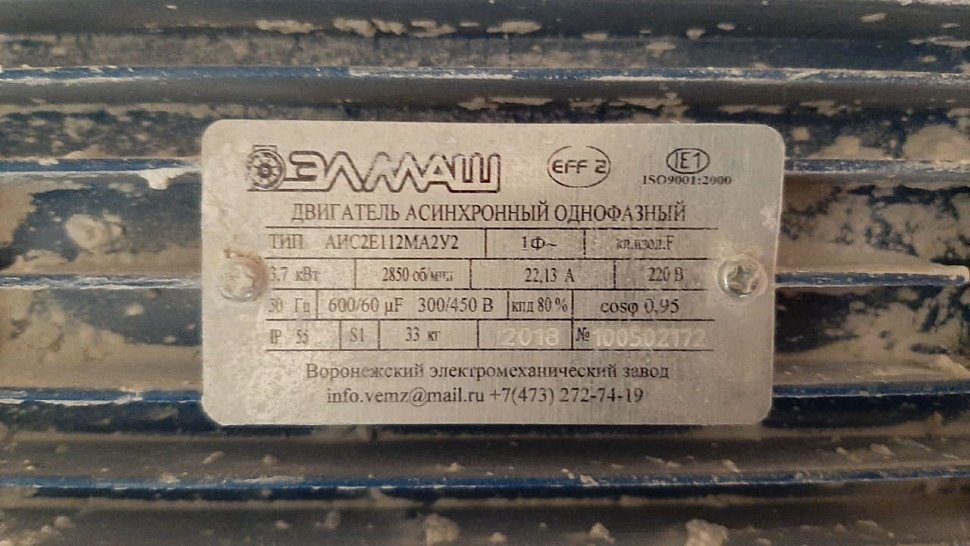 ЭЛМАШ EFF 2 IE1
ISO9001:2000
ДВИГАТЕЛЬ АСИНХРОННЫЙ ОДНОФАЗНЫЙ
ТИП АИС2Е112МА2У2 1Ф~ кл.изол.F
3,7 кВт 2850 об/мин 22,13 А 220 В
50 Гц 600/60 µF 300/450 В кпд 80% cosφ 0,95
IP 55 S1 33 кг 2018 № 100502172
Воронежский электромеханический завод
info.vemz@mail.ru +7(473) 272-74-19